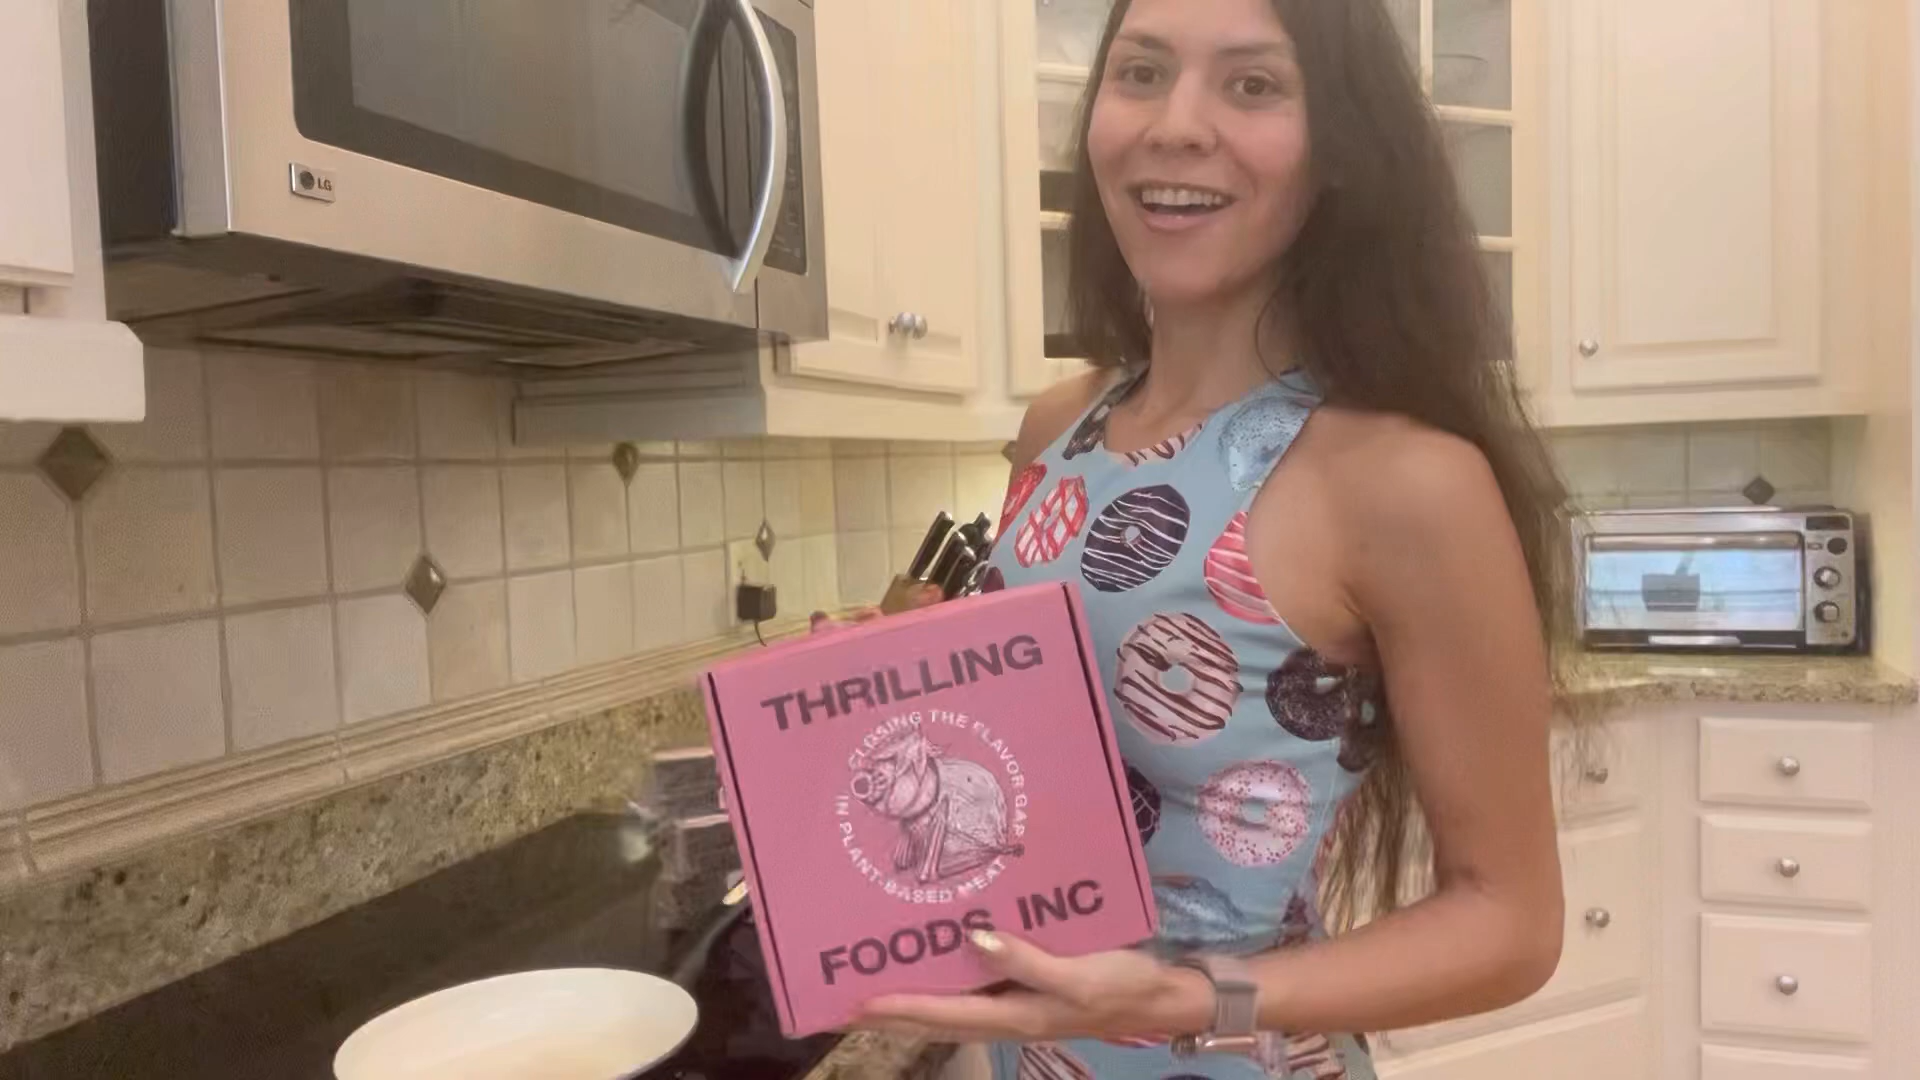 LG
THRILLING
CLOSING THE FLAVOR GAP
IN PLANT-BASED MEAT
FOODS INC